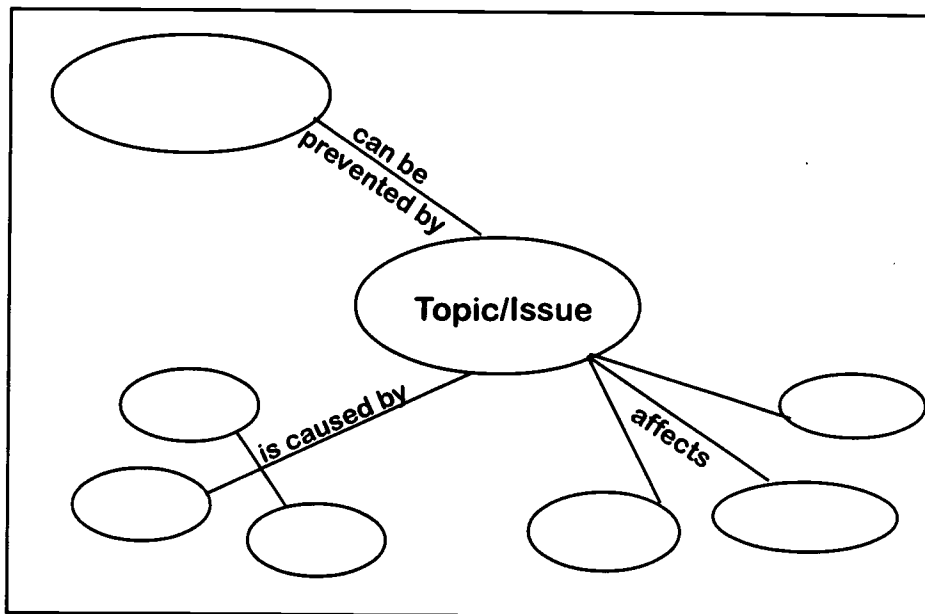 can be
prevented by
Topic/Issue
is caused by
affects